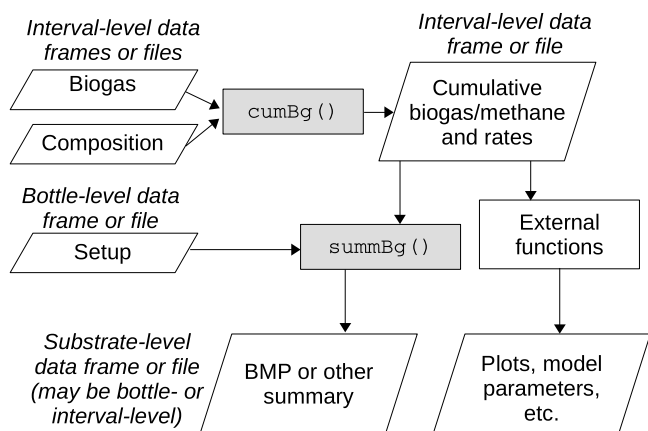 Interval-level data
frames or files
Biogas
Composition
cumBg()
Interval-level data
frame or file
Cumulative
biogas/methane
and rates
Bottle-level data
frame or file
Setup
summBg()
External
functions
Substrate-level
data frame or file
(may be bottle- or
interval-level)
BMP or other
summary
Plots, model
parameters,
etc.